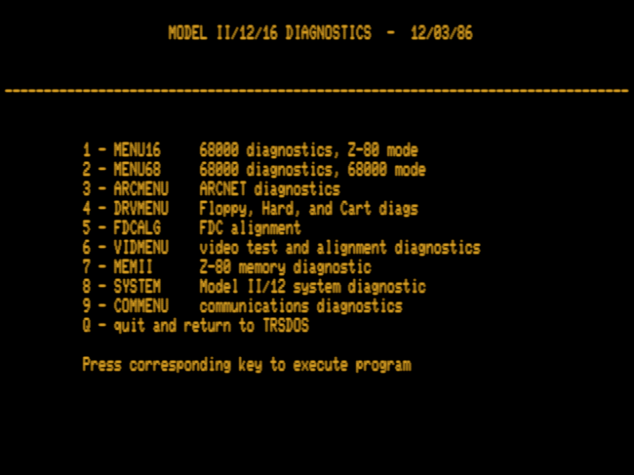 MODEL II/12/16 DIAGNOSTICS - 12/03/86
1 - MENU16 68000 diagnostics, Z-80 mode
2 - MENU68 68000 diagnostics, 68000 mode
3 - ARCMENU ARCNET diagnostics
4 - DRVMENU Floppy, Hard, and Cart diags
5 - FDCALG FDC alignment
6 - VIDMENU video test and alignment diagnostics
7 - MEMII Z-80 memory diagnostic
8 - SYSTEM Model II/12 system diagnostic
9 - COMMENU communications diagnostics
Q - quit and return to TRSDOS
Press corresponding key to execute program